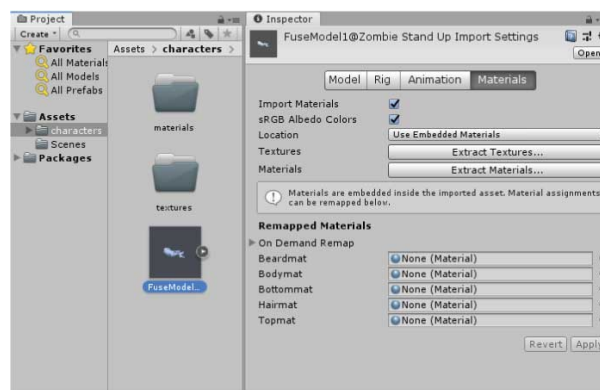 Project
Create
Favorites
All Materials
All Models
All Prefabs
Assets
characters
Scenes
Packages
Assets > characters >
materials
textures
FuseModel...
Inspector
FuseModel1@Zombie Stand Up Import Settings
Open
Model Rig Animation Materials
Import Materials
sRGB Albedo Colors
Location Use Embedded Materials
Textures Extract Textures...
Materials Extract Materials...
Materials are embedded inside the imported asset. Material assignments
can be remapped below.
Remapped Materials
On Demand Remap
Beardmat None (Material)
Bodymat None (Material)
Bottommat None (Material)
Hairmat None (Material)
Topmat None (Material)
Revert Apply